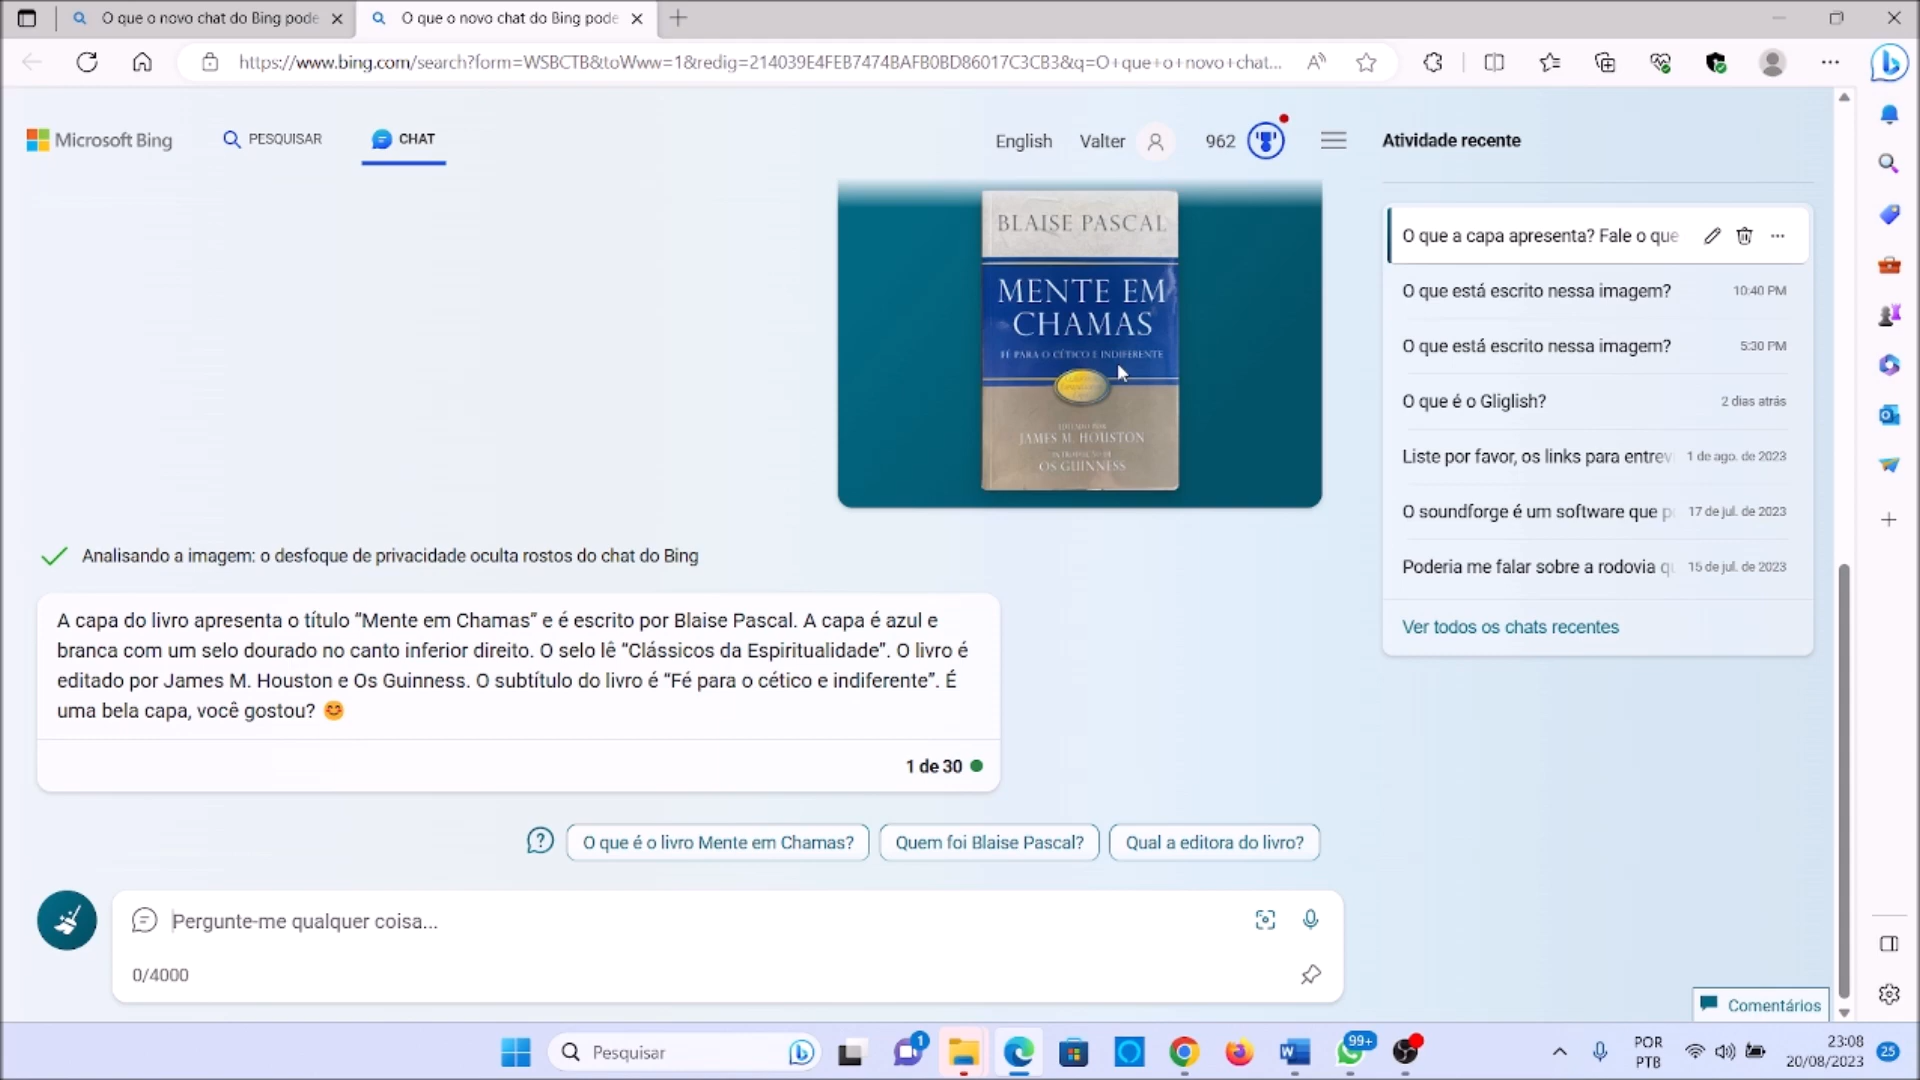 O que o novo chat do Bing pode
O que o novo chat do Bing pode
https://www.bing.com/search?form=WSBCTB&toWww=1&redig=214039E4FEB7474BAFB0BD86017C3CB3&q=O+que+o+novo+chat...
Microsoft Bing
PESQUISAR
CHAT
English
Valter
962
BLAISE PASCAL
MENTE EM
CHAMAS
FÉ PARA O CÉTICO E INDIFERENTE
EDITADO POR
JAMES M. HOUSTON
INTRODUÇÃO DE
OS GUINNESS
Analisando a imagem: o desfoque de privacidade oculta rostos do chat do Bing
A capa do livro apresenta o título “Mente em Chamas” e é escrito por Blaise Pascal. A capa é azul e
branca com um selo dourado no canto inferior direito. O selo lê “Clássicos da Espiritualidade”. O livro é
editado por James M. Houston e Os Guinness. O subtítulo do livro é “Fé para o cético e indiferente”. É
uma bela capa, você gostou? 😊
1 de 30
O que é o livro Mente em Chamas?
Quem foi Blaise Pascal?
Qual a editora do livro?
Pergunte-me qualquer coisa...
0/4000
Atividade recente
O que a capa apresenta? Fale o que
O que está escrito nessa imagem? 10:40 PM
O que está escrito nessa imagem? 5:30 PM
O que é o Gliglish? 2 dias atrás
Liste por favor, os links para entrev 1 de ago. de 2023
O soundforge é um software que p 17 de jul. de 2023
Poderia me falar sobre a rodovia q 15 de jul. de 2023
Ver todos os chats recentes
Comentários
Pesquisar
1
99+
POR
PTB
23:08
20/08/2023
25